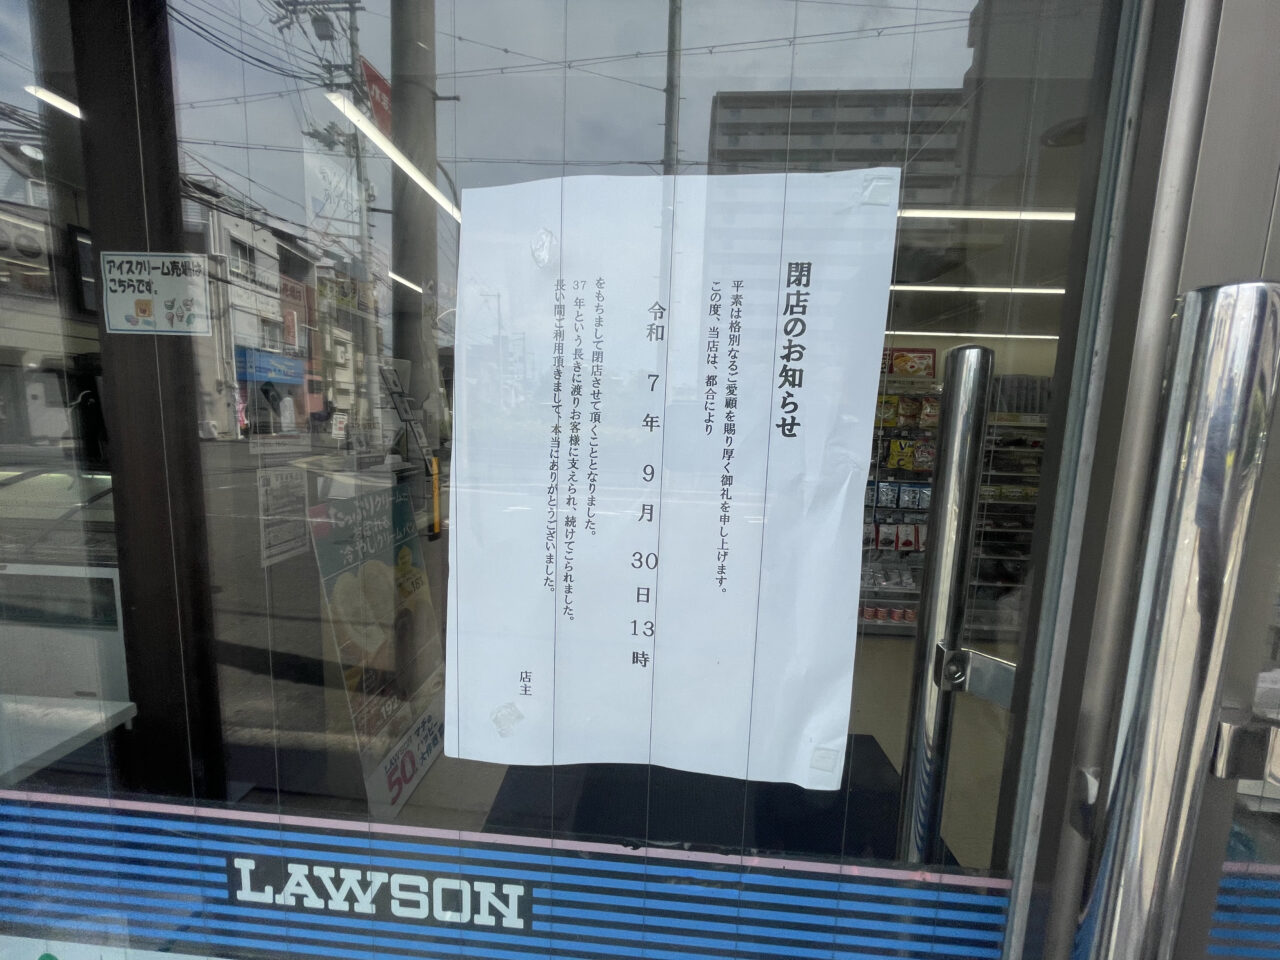 閉店のお知らせ
平素は格別なるご愛顧を賜り厚く御礼を申し上げます。
この度、当店は、都合により
令和 7 年 9 月 30 日 13 時
をもちまして閉店させて頂くこととなりました。
37 年という長さに渡りお客様に支えられ、続けてこられました。
長い間ご利用頂きまして、本当にありがとうございました。
店主
アイスクリーム売場は
こちらです。
LAWSON